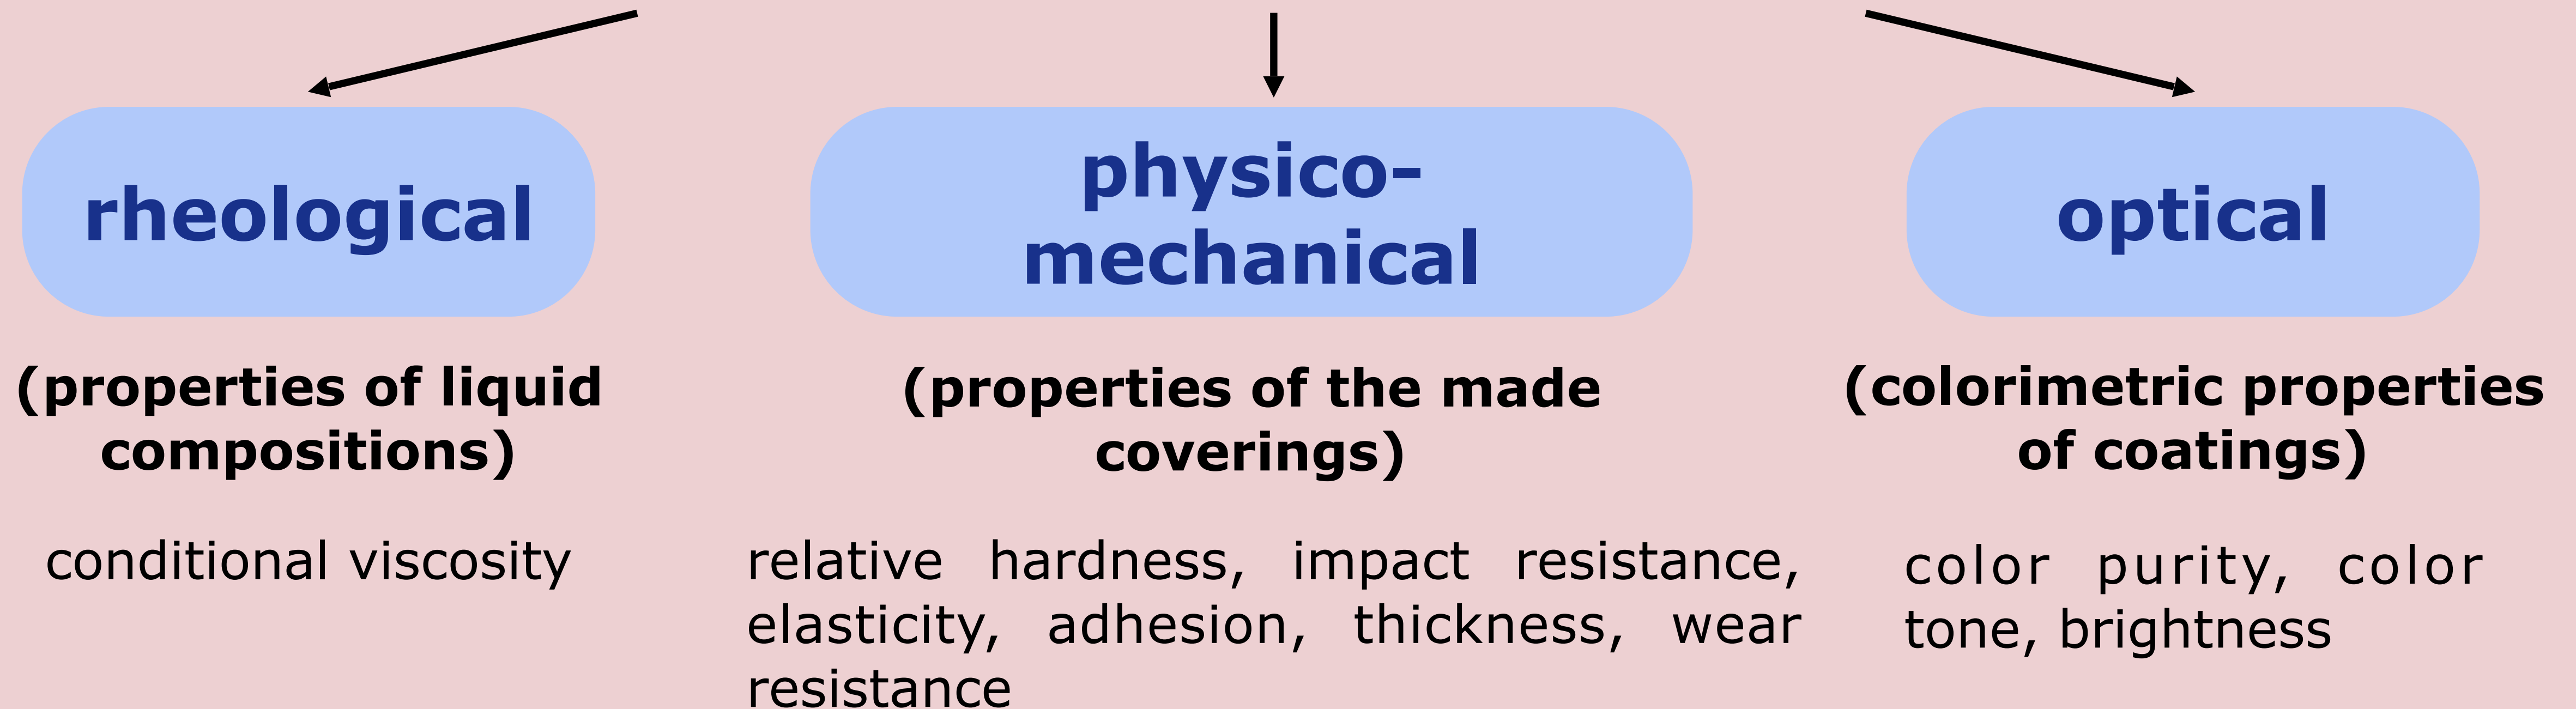 rheological
(properties of liquid
compositions)
conditional viscosity
physico-
mechanical
(properties of the made
coverings)
relative hardness, impact resistance,
elasticity, adhesion, thickness, wear
resistance
optical
(colorimetric properties
of coatings)
color purity, color
tone, brightness